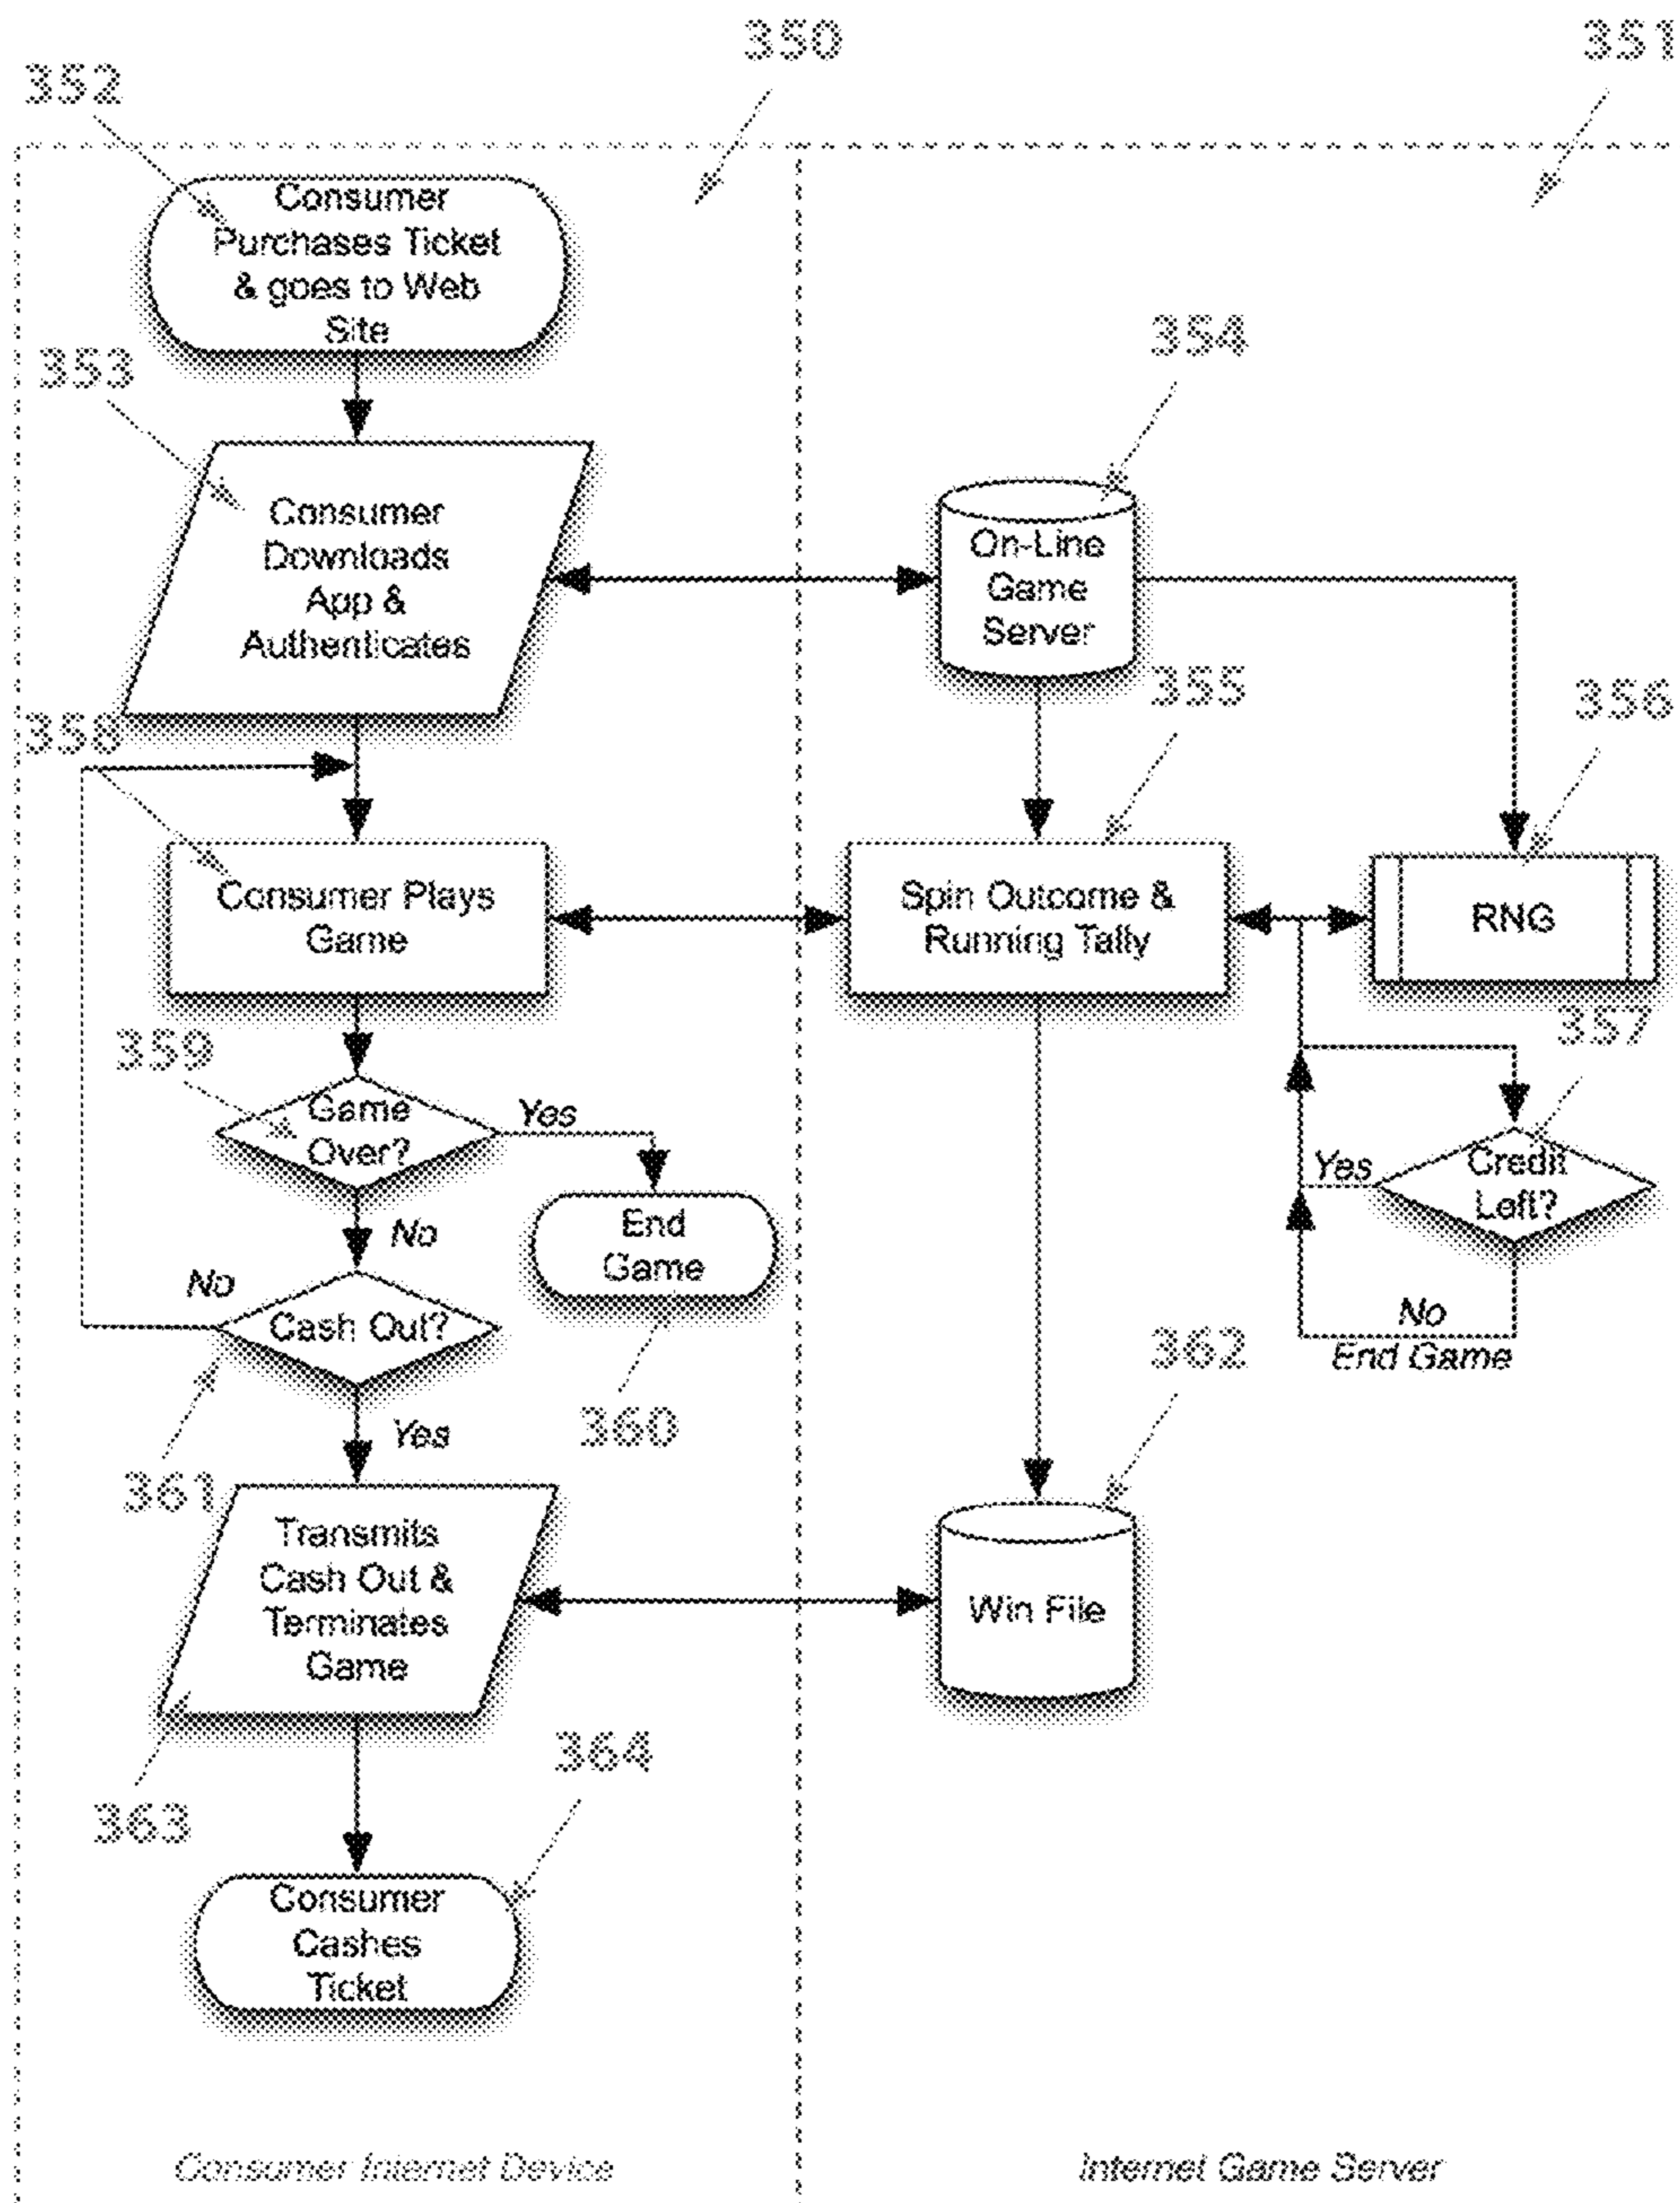 350
351
352
Consumer
Purchases Ticket
& goes to Web
Site
353
354
Consumer
Downloads
App &
Authenticates
On-Line
Game
Server
355
356
358
Consumer Plays
Game
Spin Outcome &
Running Tally
RNG
357
359
Game
Over?
Yes
End
Game
360
No
Credit
Left?
Yes
No
End Game
Cash Out?
No
Yes
361
362
Transmits
Cash Out &
Terminates
Game
Win File
363
364
Consumer
Cashes
Ticket
Consumer Internet Device
Internet Game Server